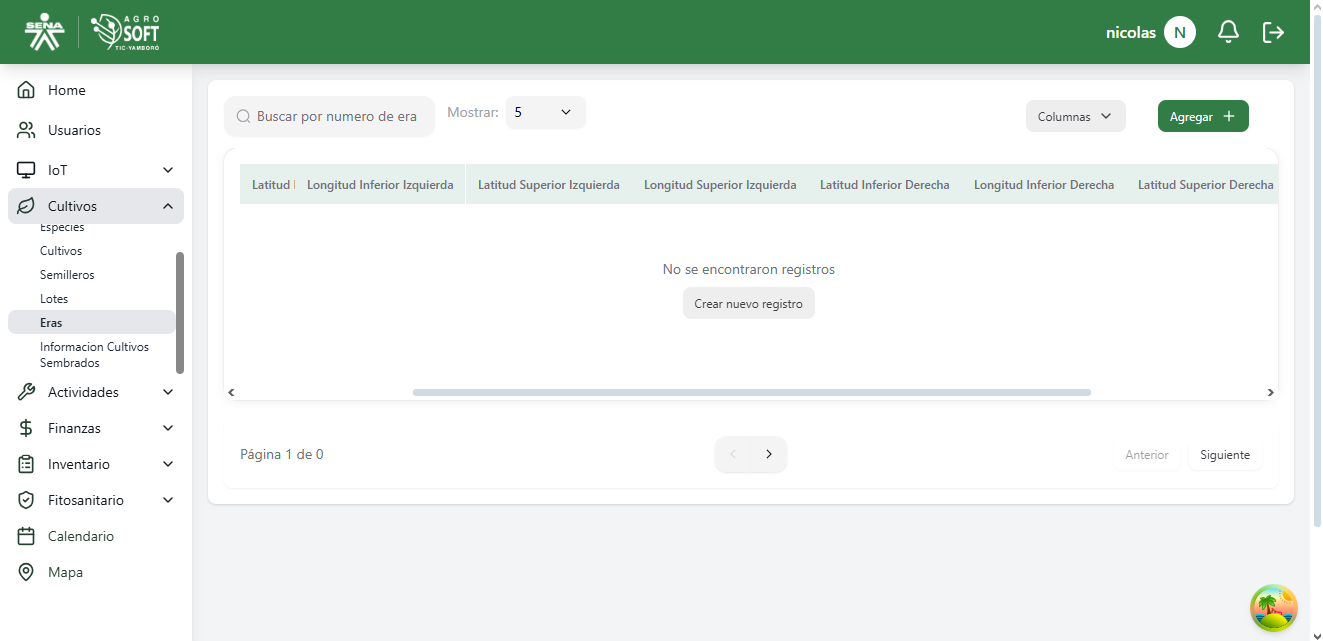 SENA
AGRO
SOFT
TIC-YAMBORÓ
nicolas
N
Home
Usuarios
IoT
Cultivos
Especies
Cultivos
Semilleros
Lotes
Eras
Informacion Cultivos
Sembrados
Actividades
Finanzas
Inventario
Fitosanitario
Calendario
Mapa
Buscar por numero de era
Mostrar: 5
Columnas
Agregar +
Latitud Longitud Inferior Izquierda Latitud Superior Izquierda Longitud Superior Izquierda Latitud Inferior Derecha Longitud Inferior Derecha Latitud Superior Derecha
No se encontraron registros
Crear nuevo registro
Página 1 de 0
Anterior
Siguiente